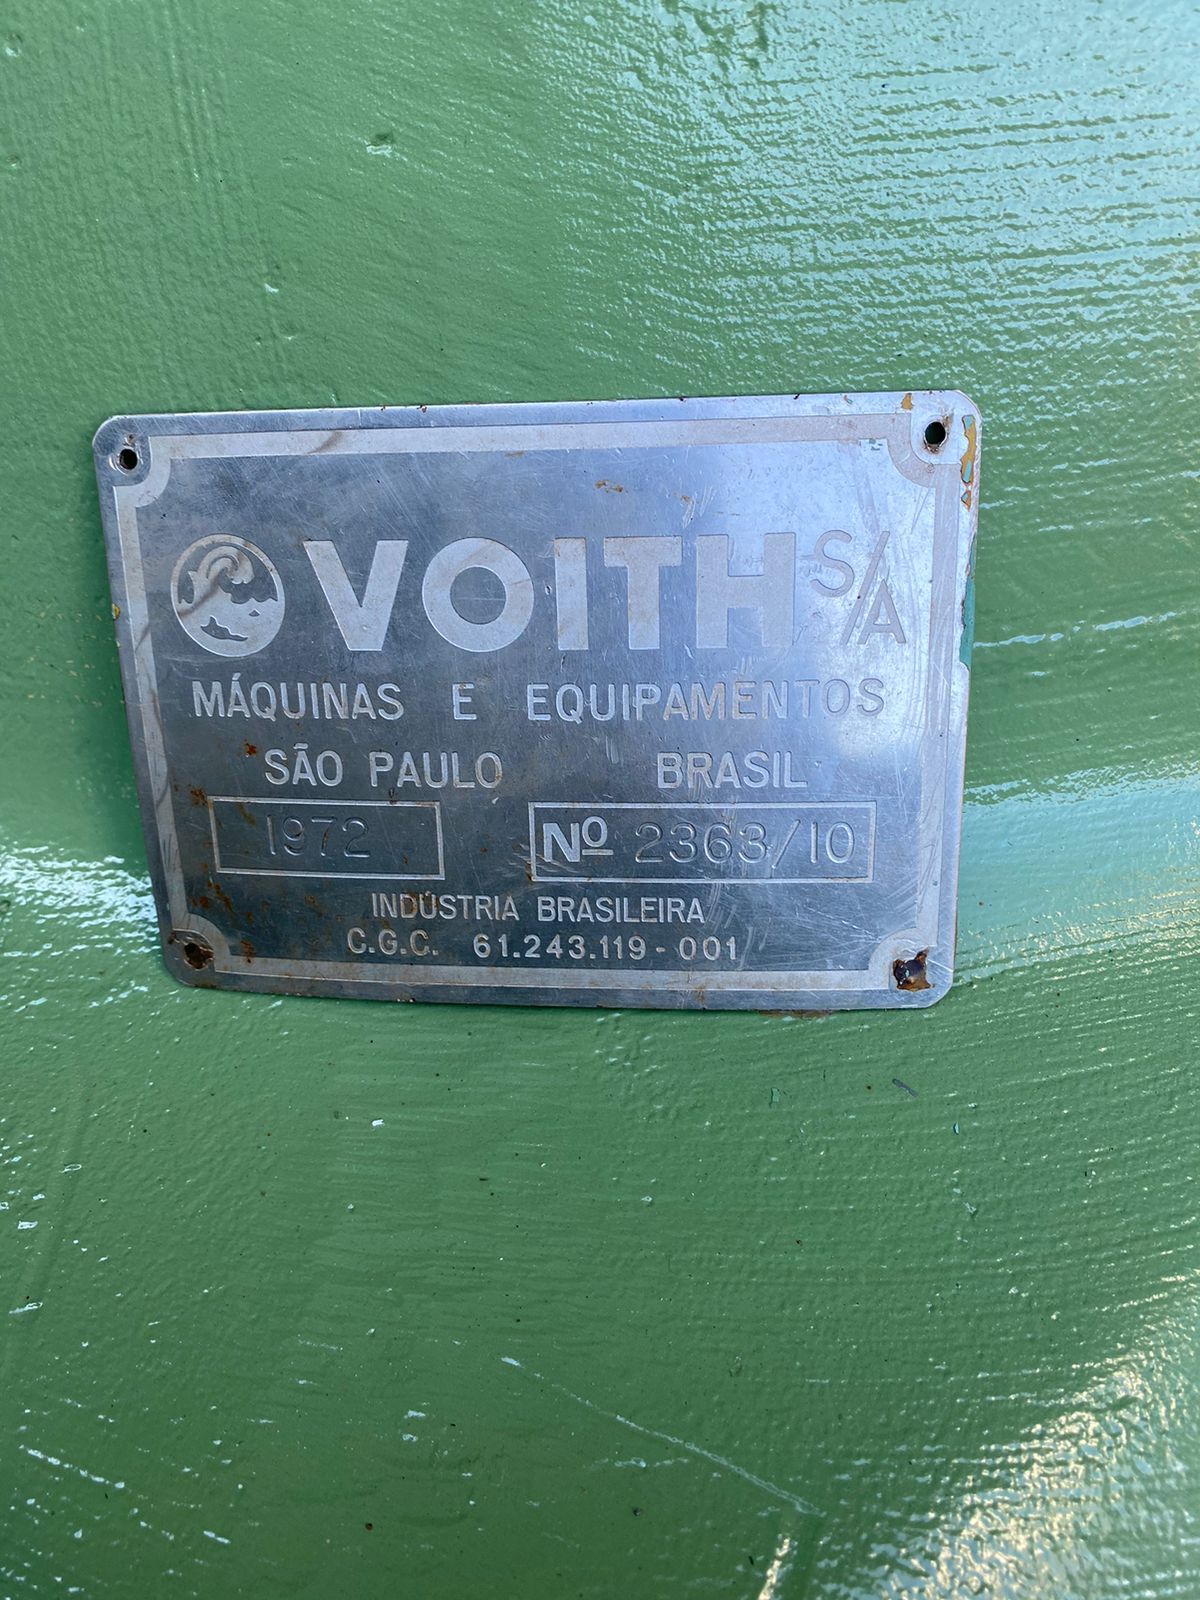 VOITH S/A
MÁQUINAS E EQUIPAMENTOS
SÃO PAULO BRASIL
1972 Nº 2363/10
INDÚSTRIA BRASILEIRA
C.G.C. 61.243.119-001